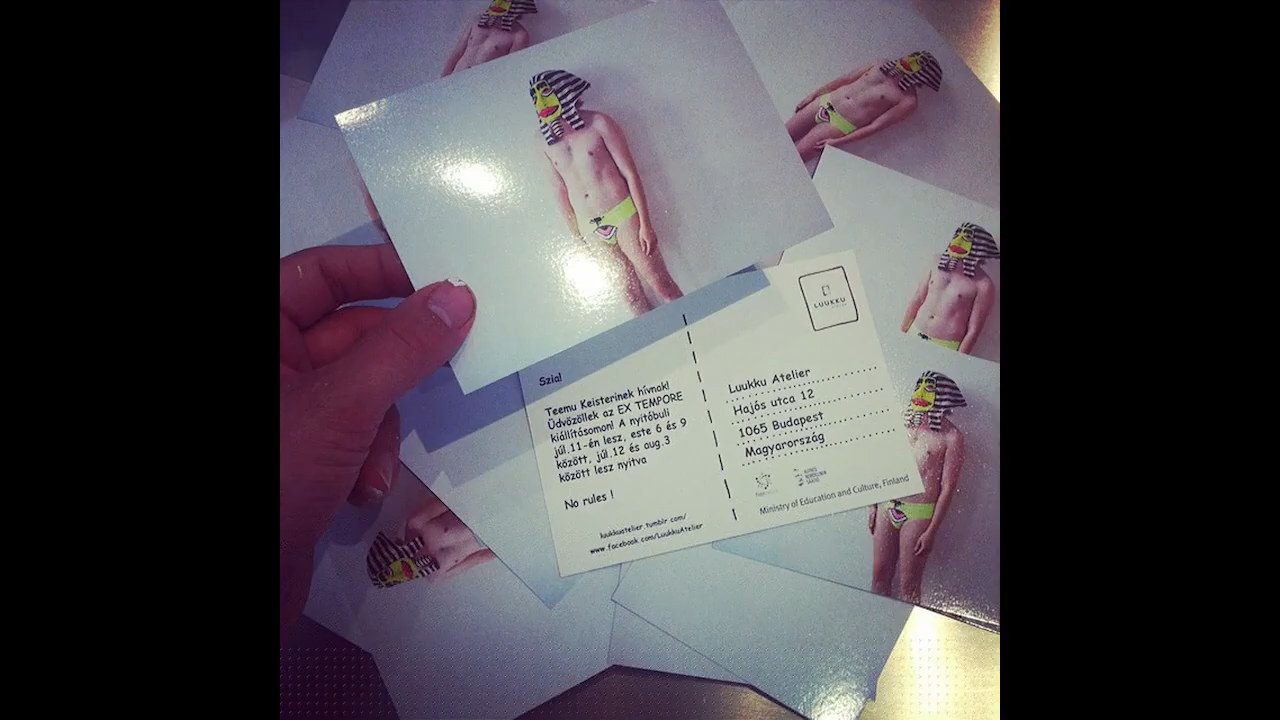 Szia!
Teemu Keisterinek hívnak!
Üdvözöllek az EX TEMPORE
kiállításomon! A nyitóbuli
júl.11-én lesz, este 6 és 9
között, júl.12 és aug.3
között lesz nyitva
No rules !
luukkuatelier.tumblr.com/
www.facebook.com/LuukkuAtelier
LUUKKU
Luukku Atelier
Hajós utca 12
1065 Budapest
Magyarország
Ministry of Education and Culture, Finland